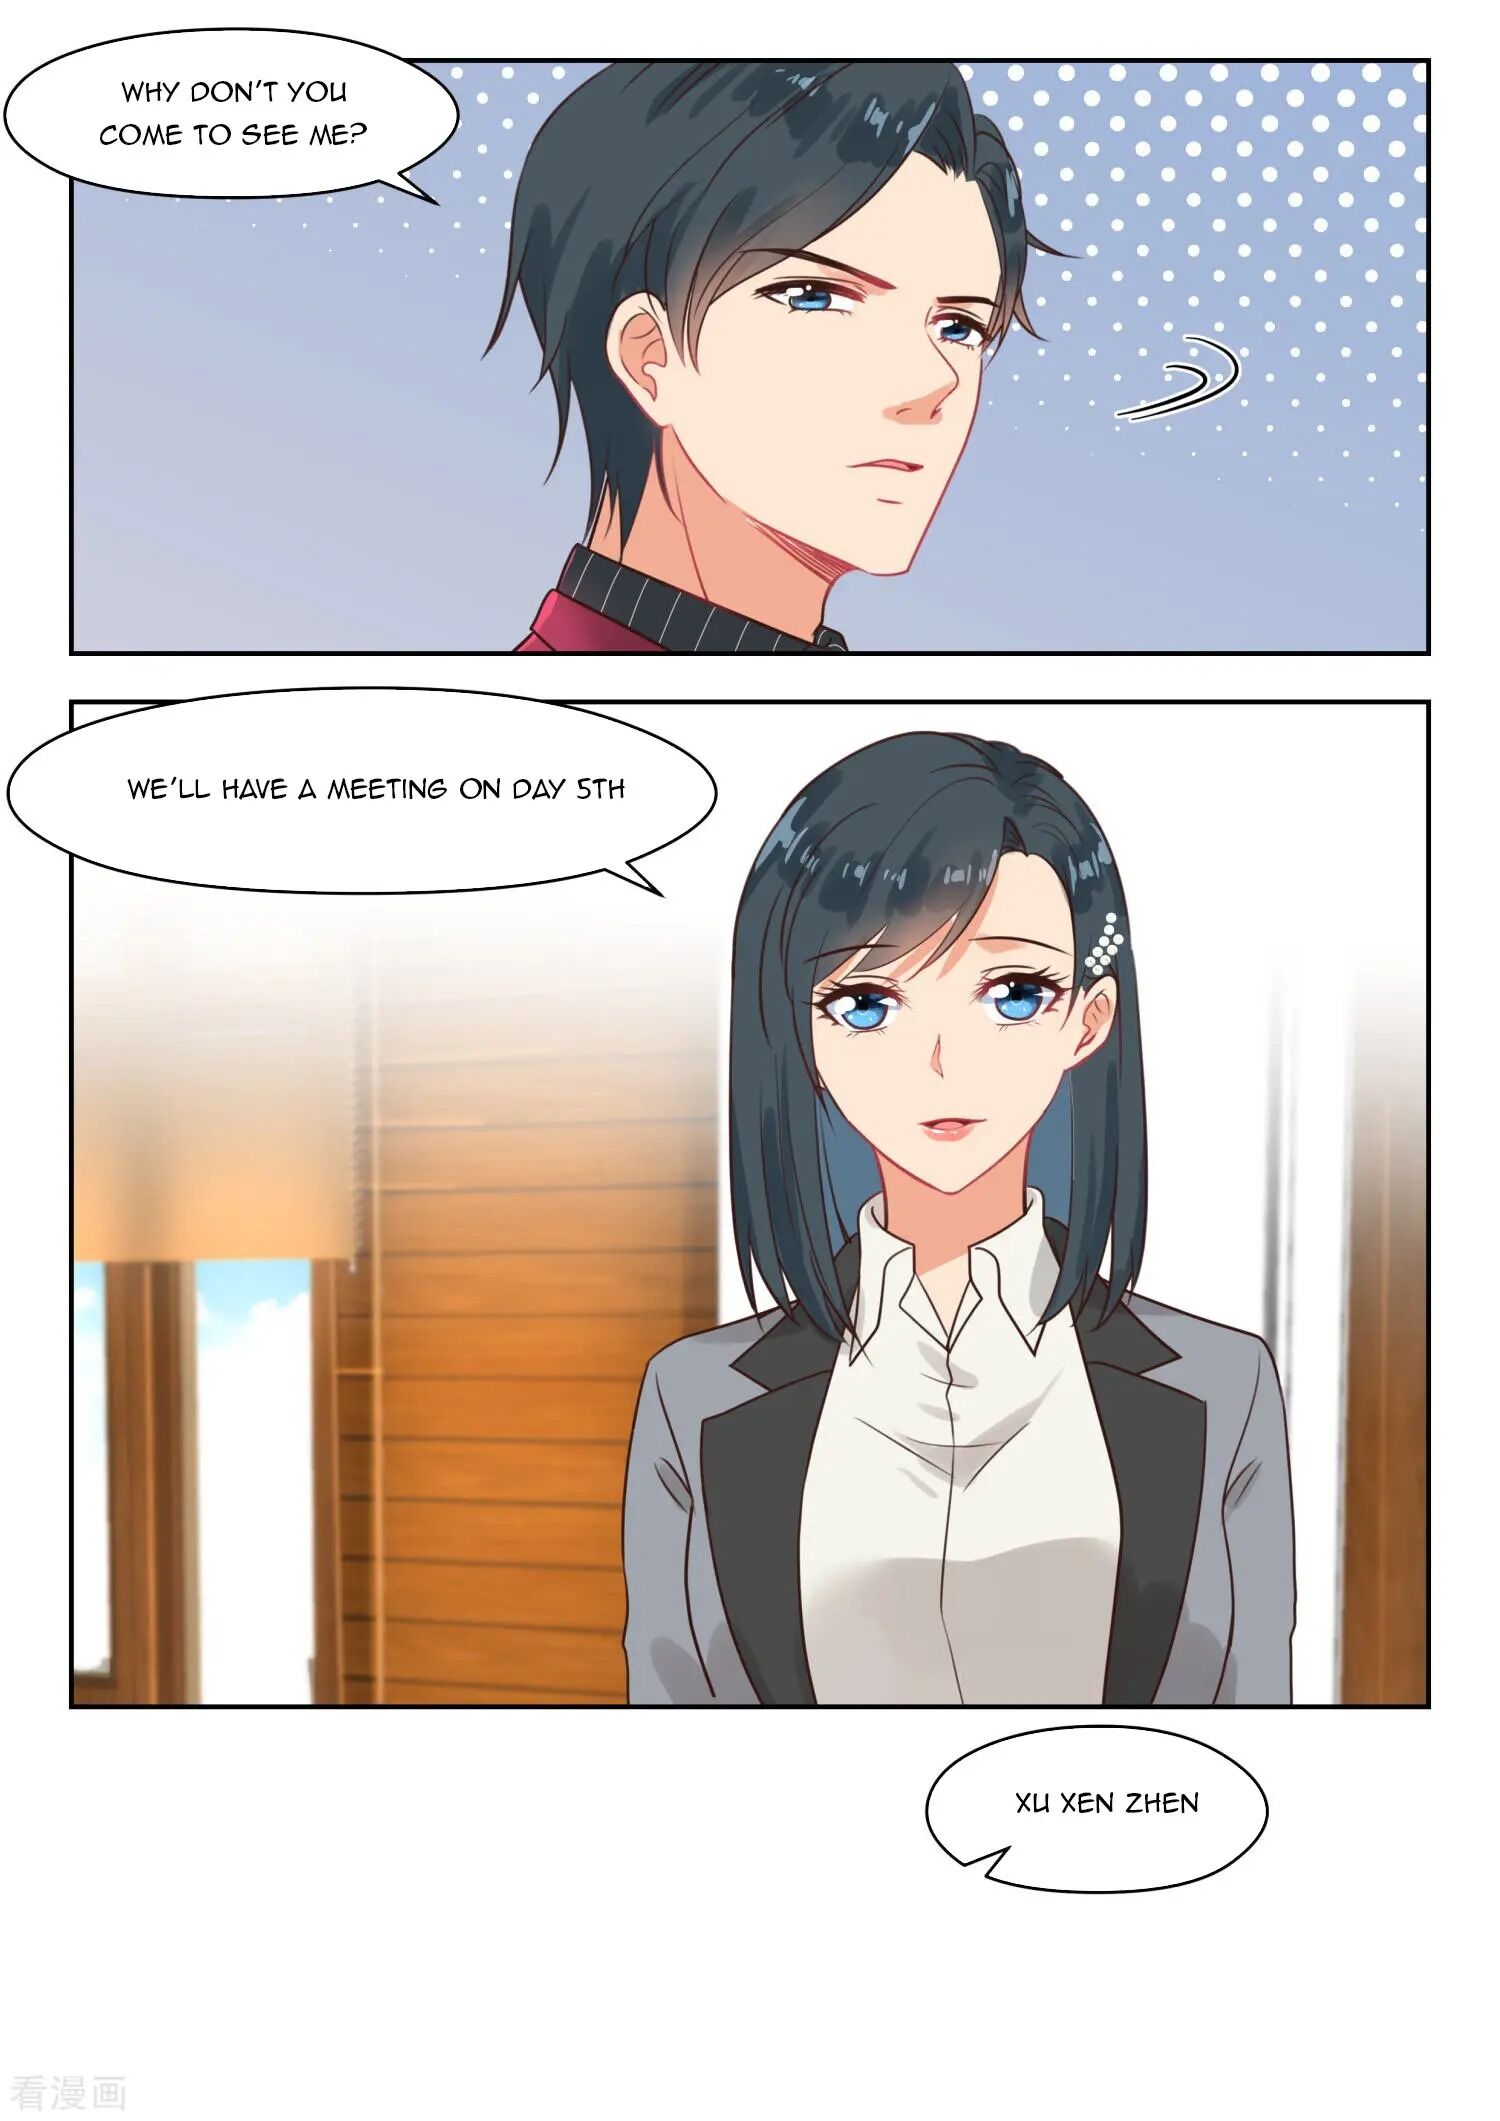 WHY DON'T YOU
COME TO SEE ME?
WE'LL HAVE A MEETING ON DAY 5TH
XU XEN ZHEN
看漫画